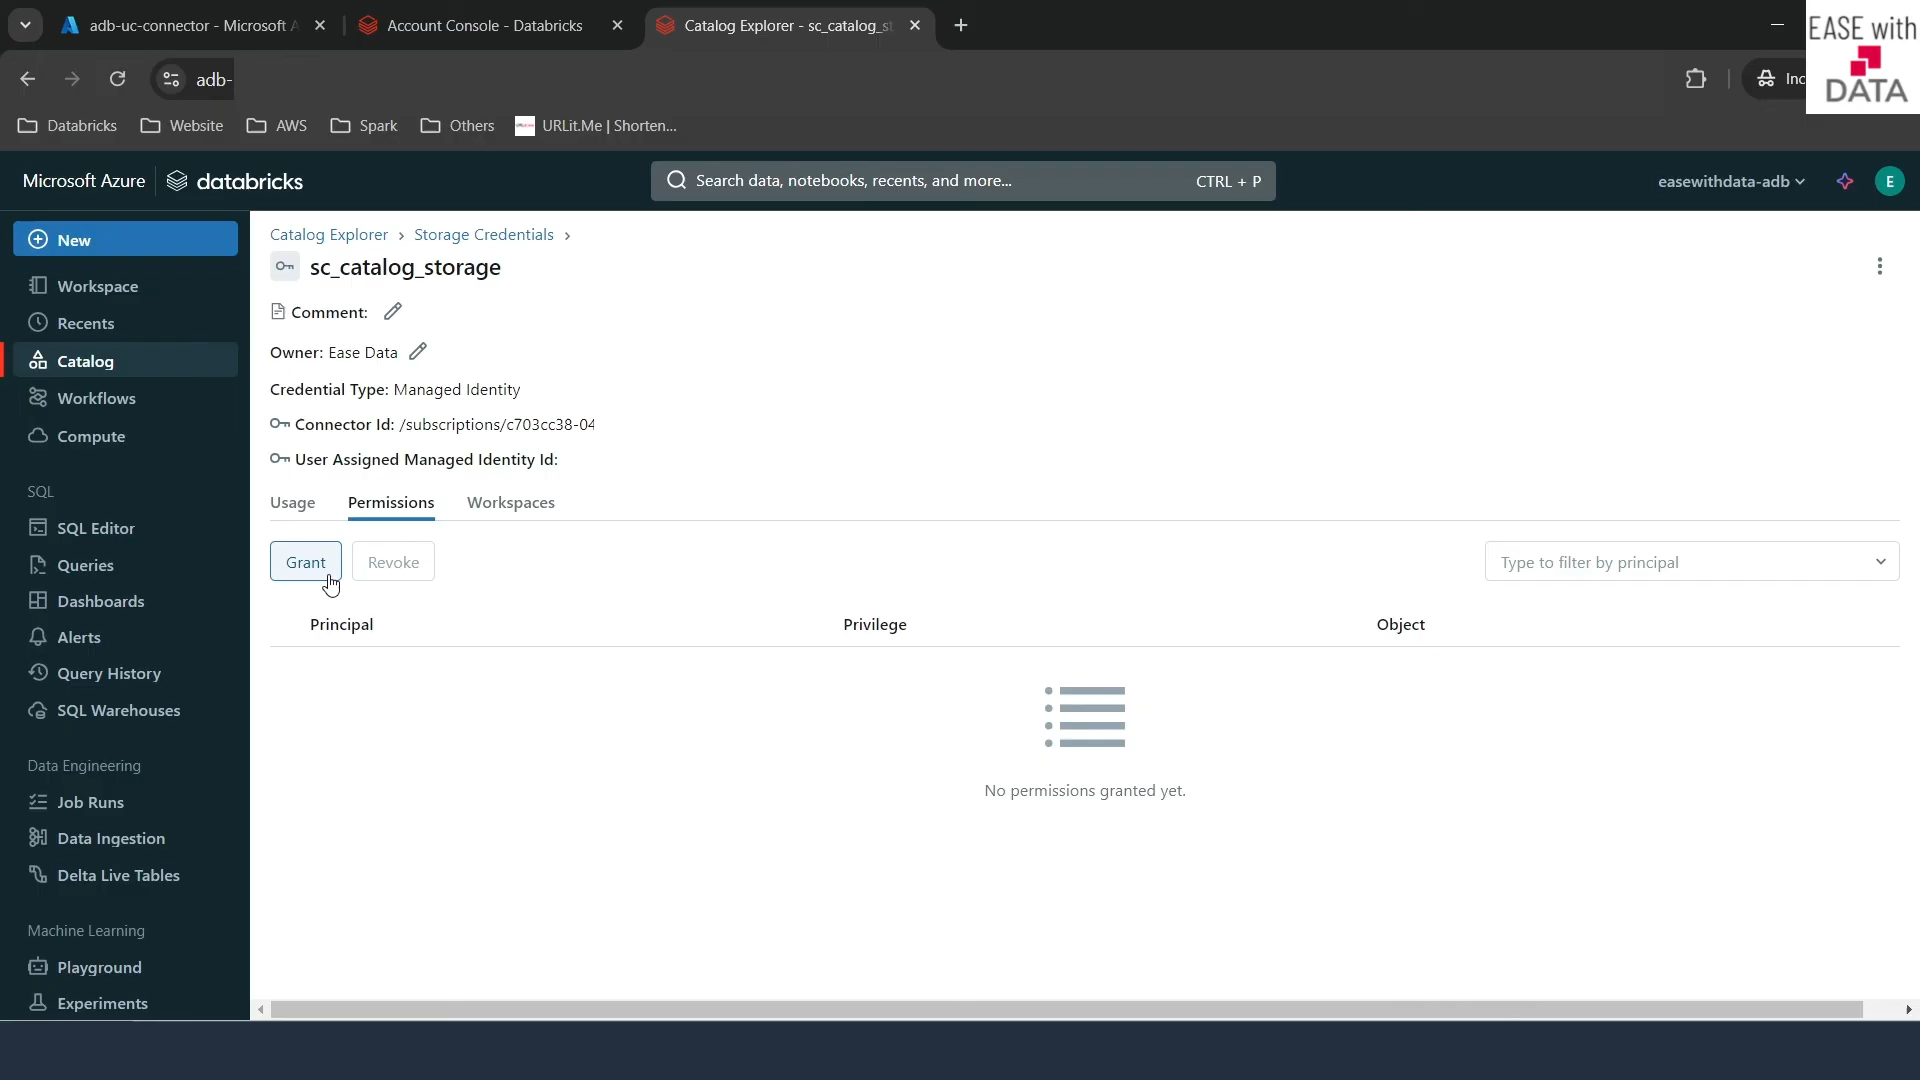 adb-uc-connector - Microsoft A
Account Console - Databricks
Catalog Explorer - sc_catalog_st
EASE with
DATA
adb-
Inc
Databricks
Website
AWS
Spark
Others
URLit.Me | Shorten...
Microsoft Azure
databricks
Search data, notebooks, recents, and more...
CTRL + P
easewithdata-adb
E
New
Workspace
Recents
Catalog
Workflows
Compute
SQL
SQL Editor
Queries
Dashboards
Alerts
Query History
SQL Warehouses
Data Engineering
Job Runs
Data Ingestion
Delta Live Tables
Machine Learning
Playground
Experiments
Catalog Explorer › Storage Credentials ›
sc_catalog_storage
Comment:
Owner: Ease Data
Credential Type: Managed Identity
Connector Id: /subscriptions/c703cc38-04
User Assigned Managed Identity Id:
Usage
Permissions
Workspaces
Grant
Revoke
Type to filter by principal
Principal
Privilege
Object
No permissions granted yet.